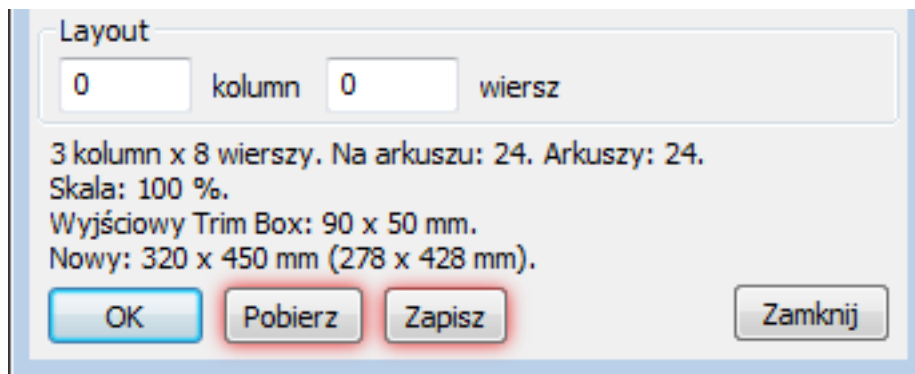 Layout
0 kolumn 0 wiersz
3 kolumn x 8 wierszy. Na arkuszu: 24. Arkuszy: 24.
Skala: 100 %.
Wyjściowy Trim Box: 90 x 50 mm.
Nowy: 320 x 450 mm (278 x 428 mm).
OK Pobierz Zapisz Zamknij